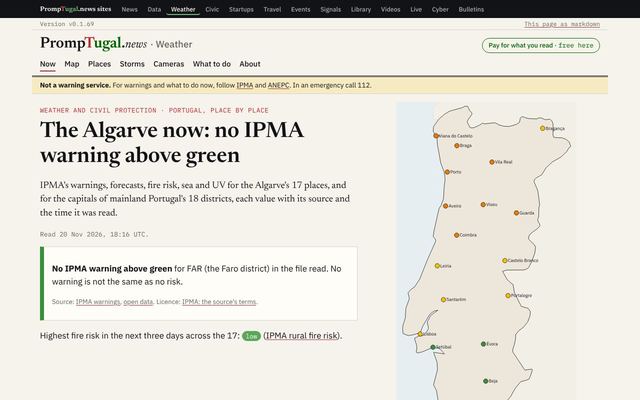 PrompTugal.news sites News Data Weather Civic Startups Travel Events Signals Library Videos Live Cyber Bulletins
Version v0.1.69 This page as markdown
PrompTugal.news · Weather
Pay for what you read · free here
Now Map Places Storms Cameras What to do About
Not a warning service. For warnings and what to do now, follow IPMA and ANEPC. In an emergency call 112.
WEATHER AND CIVIL PROTECTION · PORTUGAL, PLACE BY PLACE
The Algarve now: no IPMA
warning above green
IPMA's warnings, forecasts, fire risk, sea and UV for the Algarve's 17 places, and
for the capitals of mainland Portugal's 18 districts, each value with its source and
the time it was read.
Read 20 Nov 2026, 18:16 UTC.
No IPMA warning above green for FAR (the Faro district) in the file read. No
warning is not the same as no risk.
Source: IPMA warnings, open data. Licence: IPMA: the source's terms.
Highest fire risk in the next three days across the 17: low (IPMA rural fire risk).
Bragança
Viana do Castelo
Braga
Vila Real
Porto
Aveiro
Viseu
Guarda
Coimbra
Castelo Branco
Leiria
Portalegre
Santarém
Lisboa
Setúbal
Évora
Beja